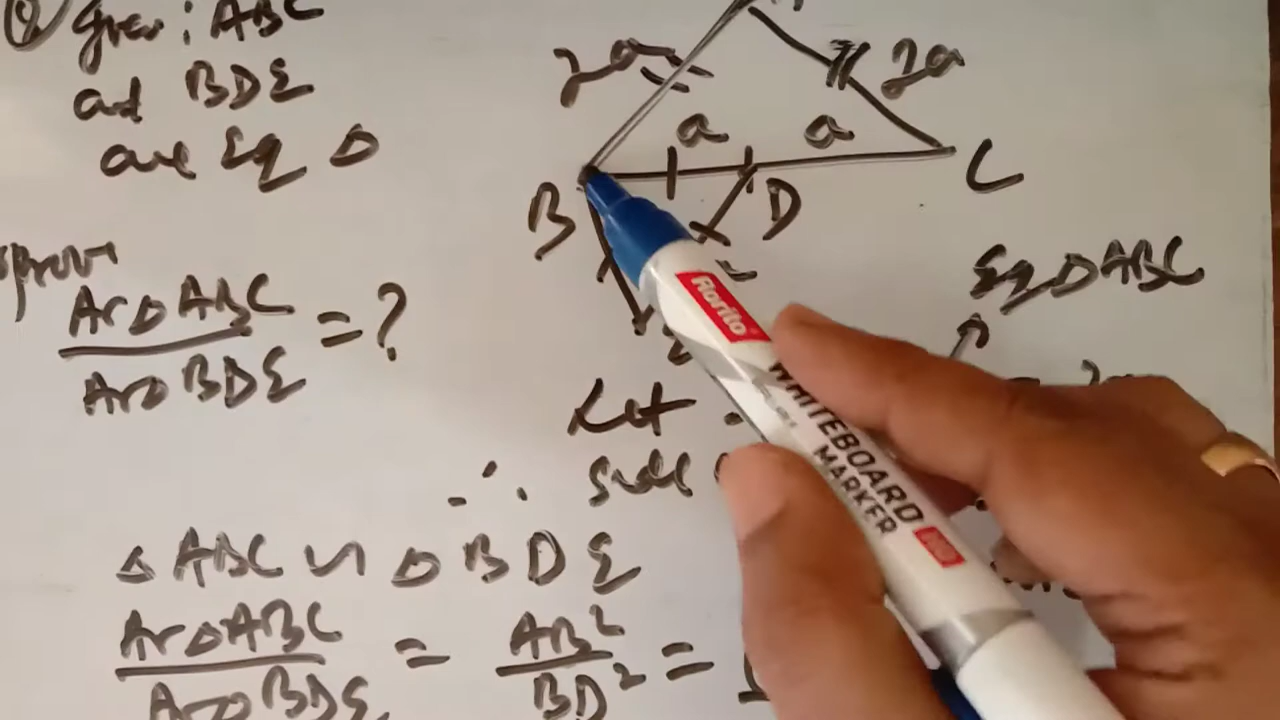 Given: ABC
and BDE
are Eq Δ
2a
2a
a
a
B
D
C
prove
Ar Δ ABC
Ar Δ BDE
= ?
Eq Δ ABC
Let
∴ side
Δ ABC ∽ Δ BDE
Ar Δ ABC
Ar Δ BDE
= AB²
BD²
=
Rorito
WHITEBOARD
MARKER